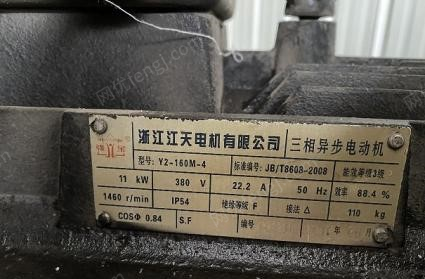 浙江江天电机有限公司 三相异步电动机
型号 Y2-160M-4 标准编号: JB/T8608-2008 能效等级3级
11 kW 380 V 22.2 A 50 Hz 效率 88.4 %
1460 r/min IP54 绝缘等级 F 接法 △ 110 kg
COSΦ 0.84 S.F 编号 年 月